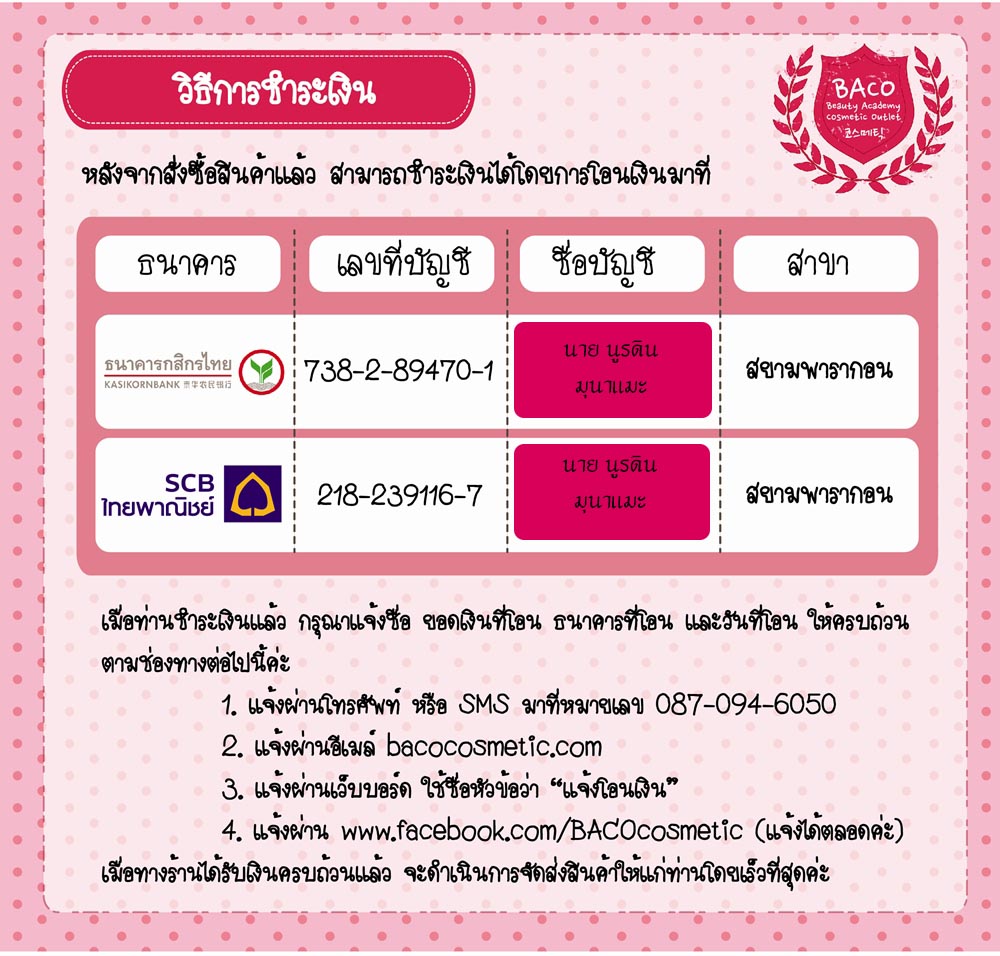 วิธีการชำระเงิน
BACO
Beauty Academy
Cosmetic Outlet
코스메틱
หลังจากสั่งซื้อสินค้าแล้ว สามารถชำระเงินได้โดยการโอนเงินมาที่
ธนาคาร เลขที่บัญชี ชื่อบัญชี สาขา
ธนาคารกสิกรไทย
KASIKORNBANK 泰华农民银行
738-2-89470-1
นาย นูรดิน
มุนาแมะ
สยามพารากอน
SCB
ไทยพาณิชย์
218-239116-7
นาย นูรดิน
มุนาแมะ
สยามพารากอน
เมื่อท่านชำระเงินแล้ว กรุณาแจ้งชื่อ ยอดเงินที่โอน ธนาคารที่โอน และวันที่โอน ให้ครบถ้วน
ตามช่องทางต่อไปนี้ค่ะ
1. แจ้งผ่านโทรศัพท์ หรือ SMS มาที่หมายเลข 087-094-6050
2. แจ้งผ่านอีเมล์ bacocosmetic.com
3. แจ้งผ่านเว็บบอร์ด ใช้ชื่อหัวข้อว่า “แจ้งโอนเงิน”
4. แจ้งผ่าน www.facebook.com/BACOcosmetic (แจ้งได้ตลอดค่ะ)
เมื่อทางร้านได้รับเงินครบถ้วนแล้ว จะดำเนินการจัดส่งสินค้าให้แก่ท่านโดยเร็วที่สุดค่ะ